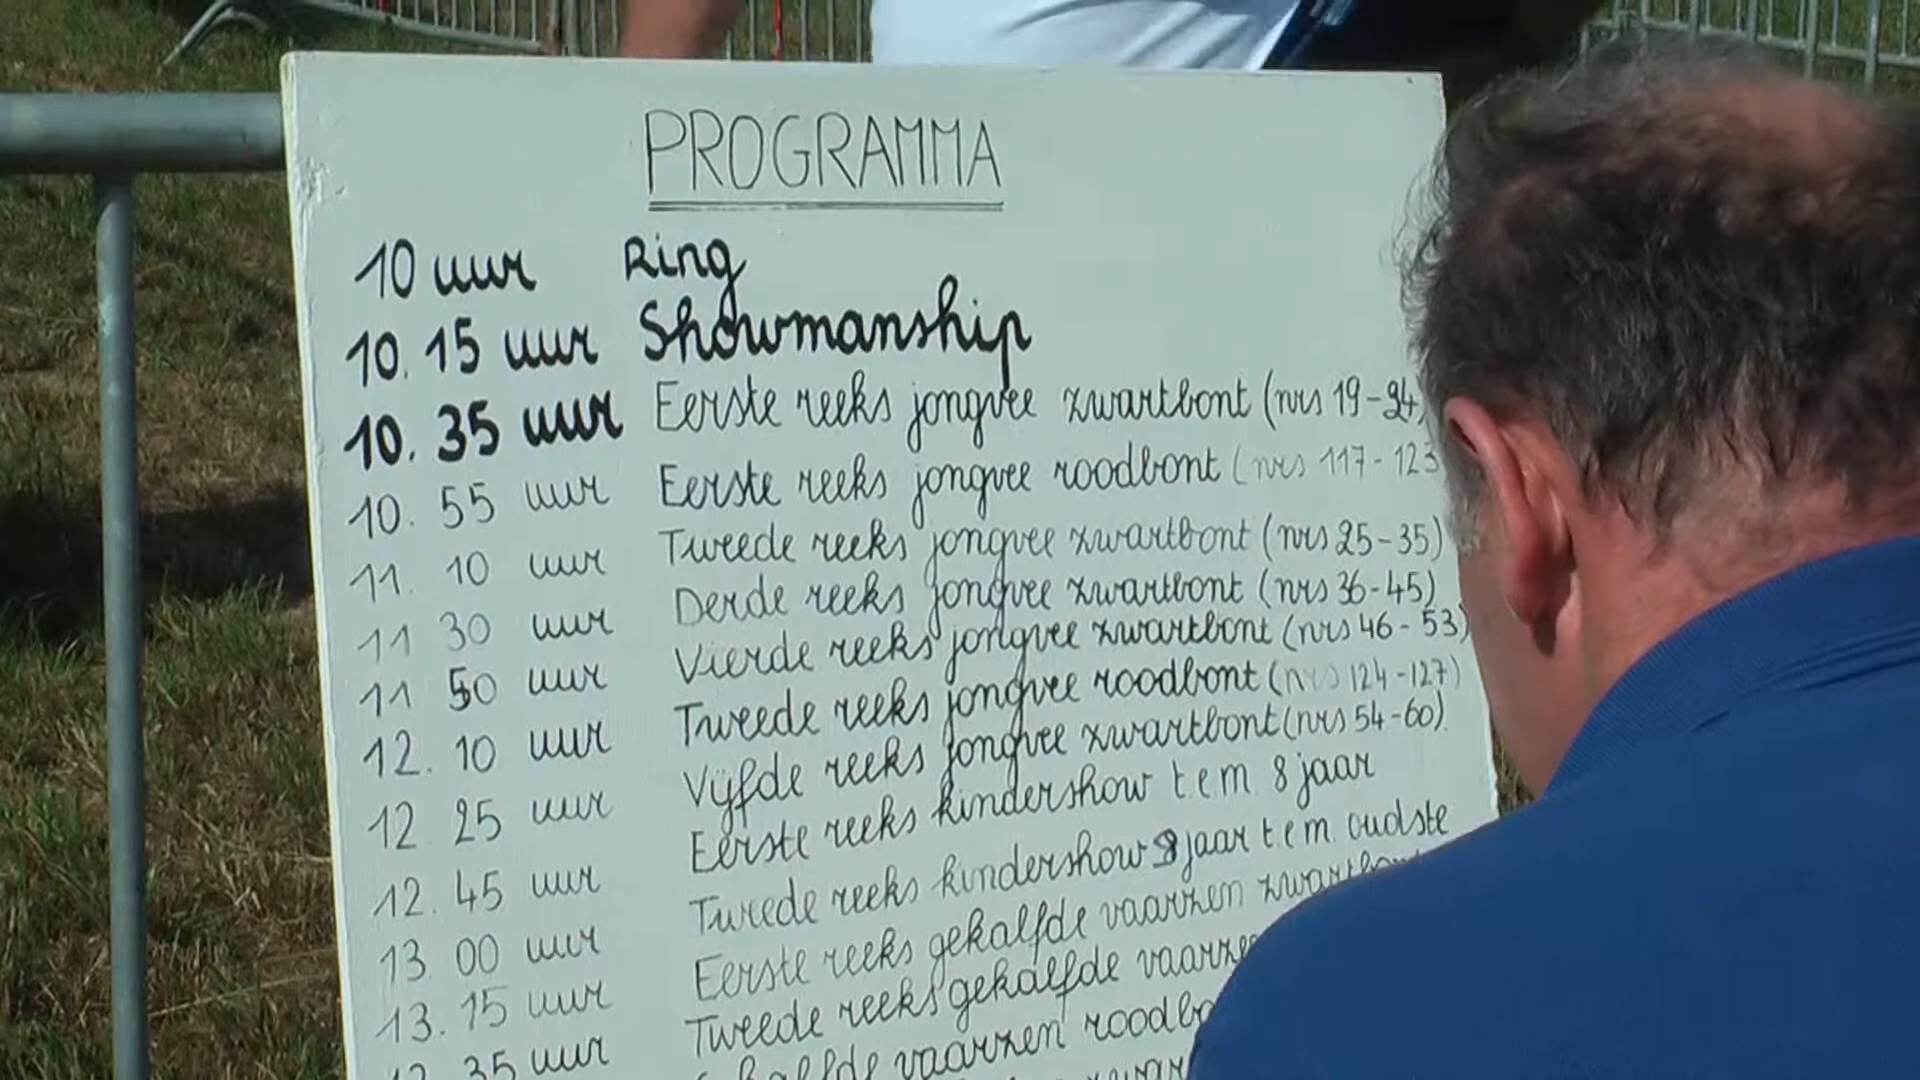 PROGRAMMA
10 uur Ring
10.15 uur Showmanship
10.35 uur Eerste reeks jongvee zwartbont (nrs 19-24)
10.55 uur Eerste reeks jongvee roodbont (nrs 117-123
11.10 uur Tweede reeks jongvee zwartbont (nrs 25-35)
11 30 uur Derde reeks jongvee zwartbont (nrs 36-45)
11 50 uur Vierde reeks jongvee zwartbont (nrs 46-53)
12.10 uur Tweede reeks jongvee roodbont (nrs 124-127)
12.25 uur Vijfde reeks jongvee zwartbont (nrs 54-60)
12.45 uur Eerste reeks kindershow t.e m. 8 jaar
13.00 uur Tweede reeks kindershow 8 jaar t.e m. oudste
13.15 uur Eerste reeks gekalfde vaarzen
35 uur Tweede reeks gekalfde
vaarzen